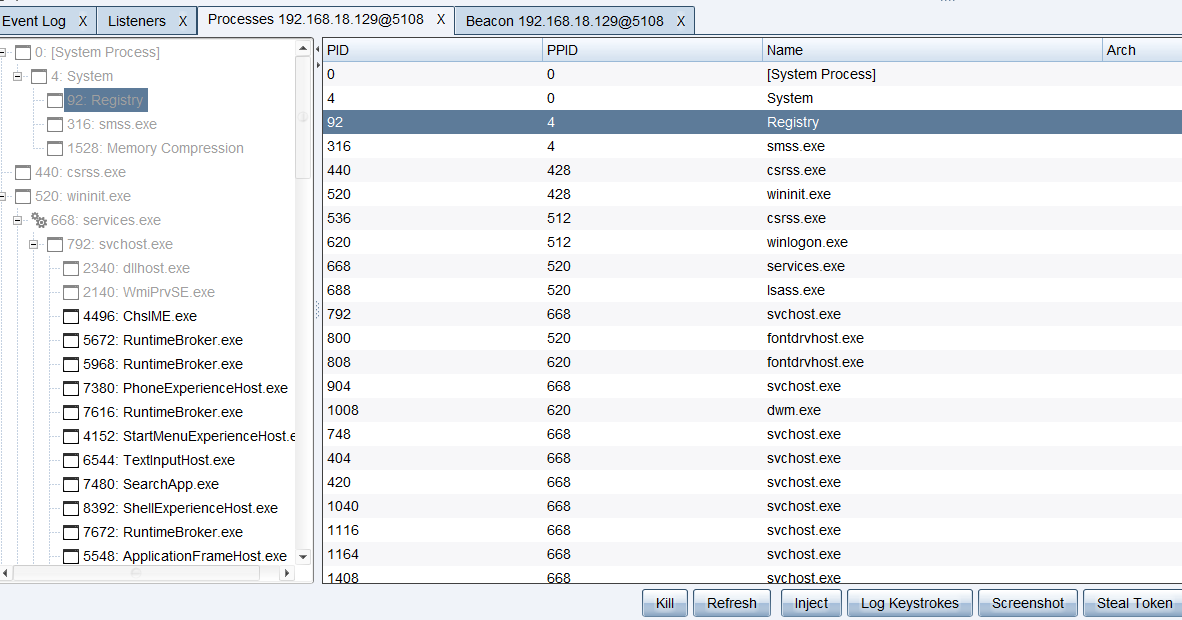 Event Log X Listeners X Processes 192.168.18.129@5108 X Beacon 192.168.18.129@5108 X
0: [System Process]
4: System
92: Registry
316: smss.exe
1528: Memory Compression
440: csrss.exe
520: wininit.exe
668: services.exe
792: svchost.exe
2340: dllhost.exe
2140: WmiPrvSE.exe
4496: ChsIME.exe
5672: RuntimeBroker.exe
5968: RuntimeBroker.exe
7380: PhoneExperienceHost.exe
7616: RuntimeBroker.exe
4152: StartMenuExperienceHost.e
6544: TextInputHost.exe
7480: SearchApp.exe
8392: ShellExperienceHost.exe
7672: RuntimeBroker.exe
5548: ApplicationFrameHost.exe
PID PPID Name Arch
0 0 [System Process]
4 0 System
92 4 Registry
316 4 smss.exe
440 428 csrss.exe
520 428 wininit.exe
536 512 csrss.exe
620 512 winlogon.exe
668 520 services.exe
688 520 lsass.exe
792 668 svchost.exe
800 520 fontdrvhost.exe
808 620 fontdrvhost.exe
904 668 svchost.exe
1008 620 dwm.exe
748 668 svchost.exe
404 668 svchost.exe
420 668 svchost.exe
1040 668 svchost.exe
1116 668 svchost.exe
1164 668 svchost.exe
1408 668 svchost.exe
Kill Refresh Inject Log Keystrokes Screenshot Steal Token